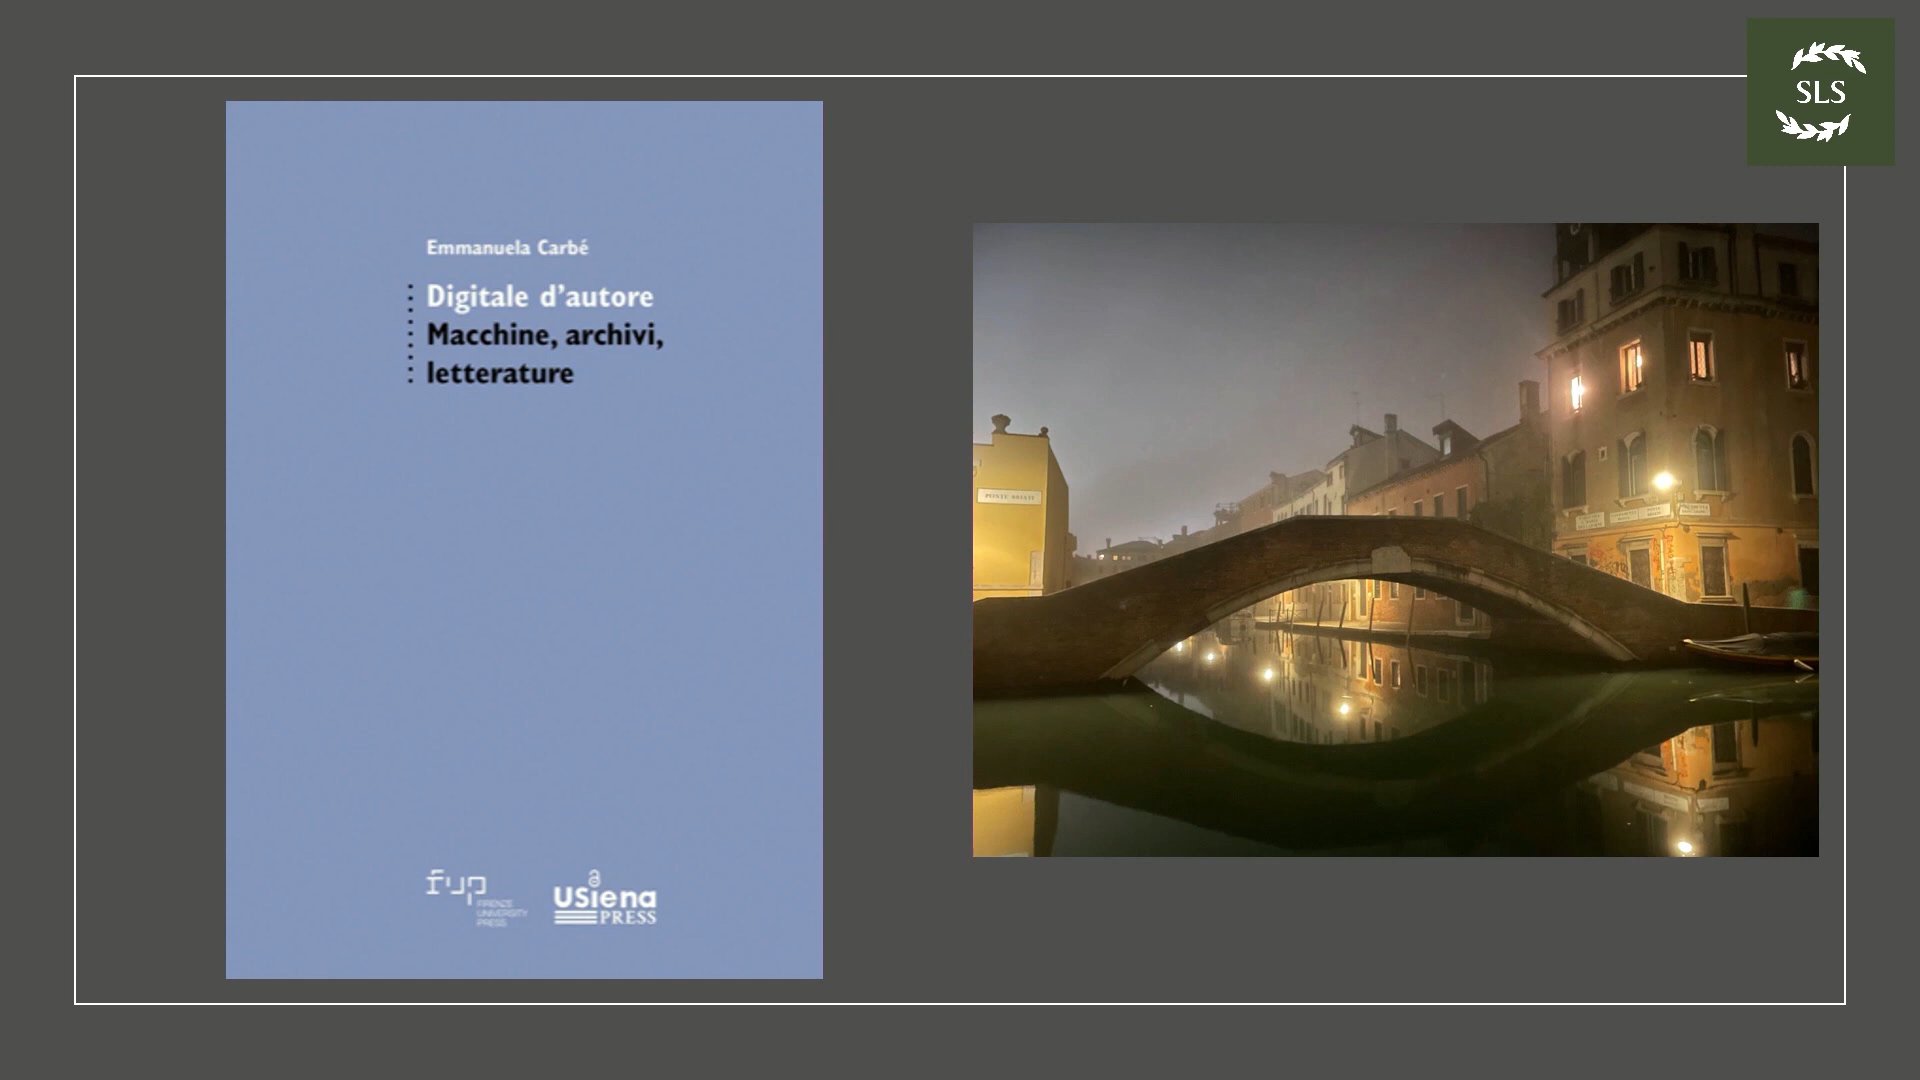 Emmanuela Carbé
Digitale d’autore
Macchine, archivi,
letterature
fup
FIRENZE
UNIVERSITY
PRESS
USiena
PRESS
SLS